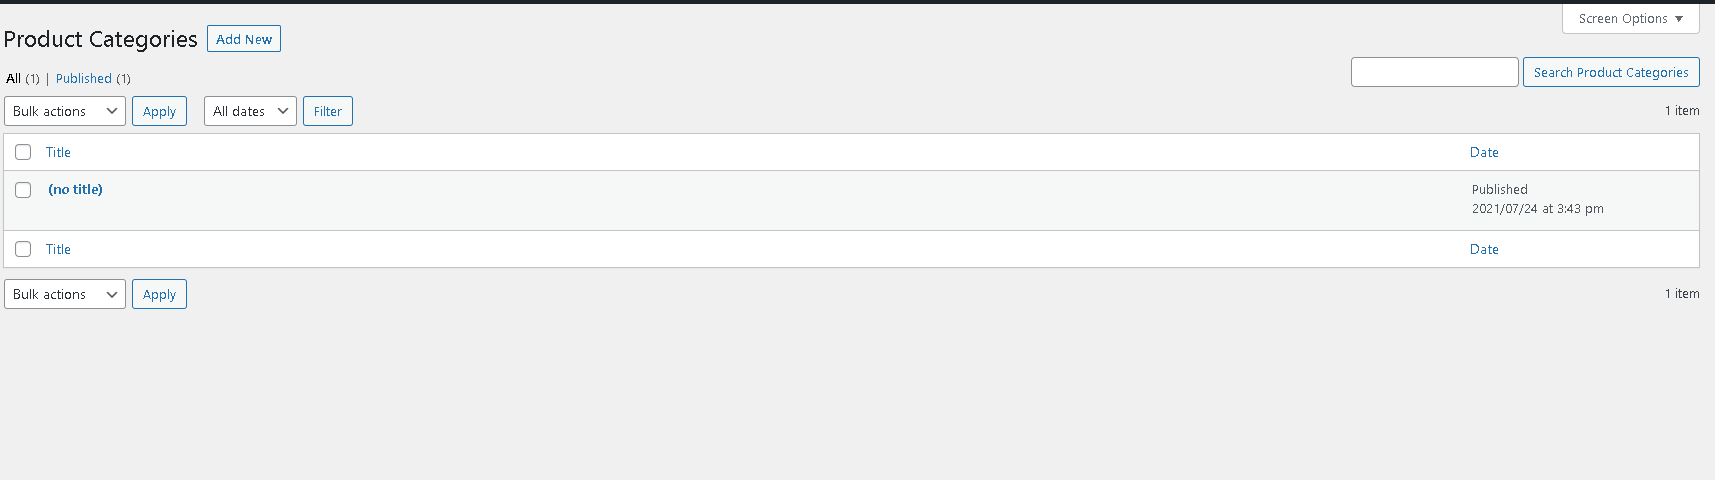 Screen Options ▼
Product Categories Add New
All (1) | Published (1)
Search Product Categories
Bulk actions Apply All dates Filter 1 item
Title Date
(no title) Published
2021/07/24 at 3:43 pm
Title Date
Bulk actions Apply 1 item